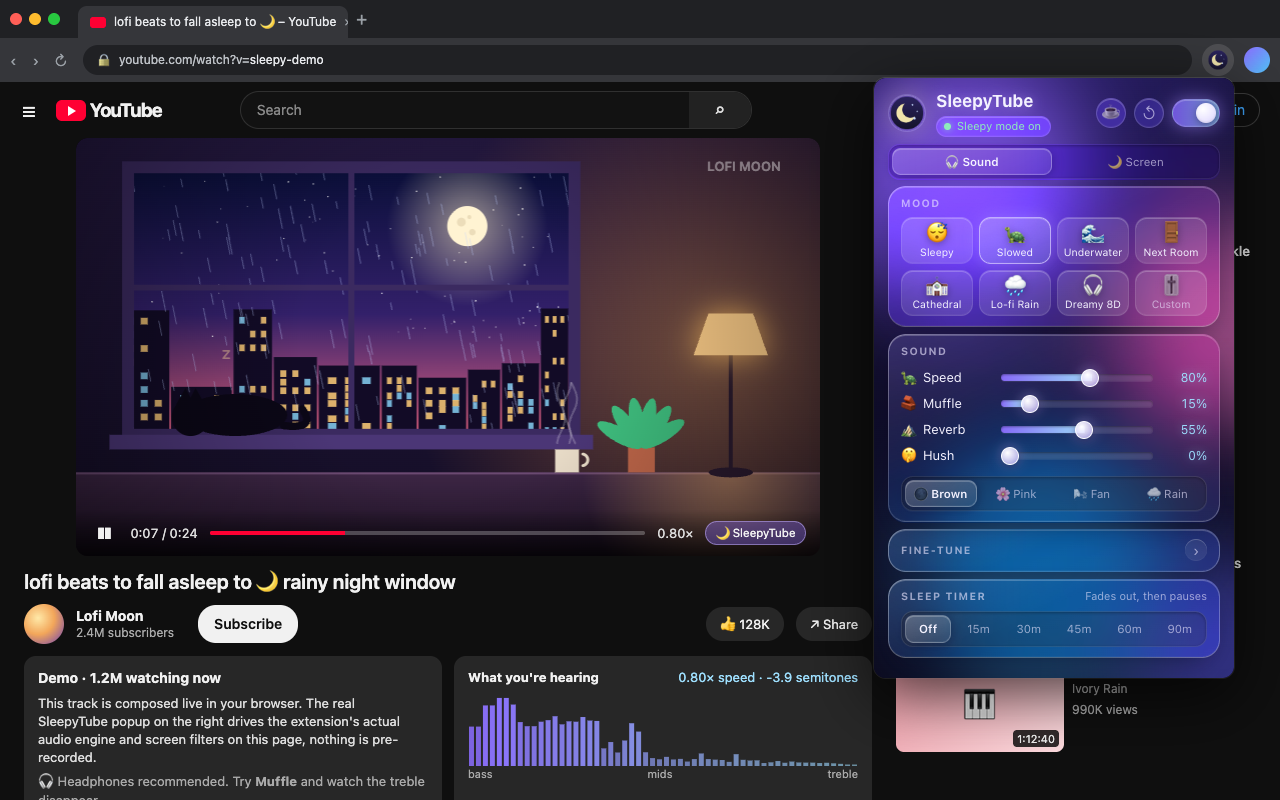 lofi beats to fall asleep to 🌙 – YouTube
youtube.com/watch?v=sleepy-demo
YouTube
Search
in
LOFI MOON
z
0:07 / 0:24
0.80×
🌙 SleepyTube
lofi beats to fall asleep to 🌙 rainy night window
Lofi Moon
2.4M subscribers
Subscribe
👍 128K
↗ Share
Demo · 1.2M watching now
This track is composed live in your browser. The real
SleepyTube popup on the right drives the extension's actual
audio engine and screen filters on this page, nothing is pre-
recorded.
🎧 Headphones recommended. Try Muffle and watch the treble
What you're hearing
0.80× speed · -3.9 semitones
bass
mids
treble
SleepyTube
Sleepy mode on
🎧 Sound
🌙 Screen
MOOD
Sleepy
Slowed
Underwater
Next Room
Cathedral
Lo-fi Rain
Dreamy 8D
Custom
SOUND
Speed 80%
Muffle 15%
Reverb 55%
Hush 0%
Brown
Pink
Fan
Rain
FINE-TUNE
SLEEP TIMER
Fades out, then pauses
Off
15m
30m
45m
60m
90m
kle
s
Ivory Rain
990K views
1:12:40